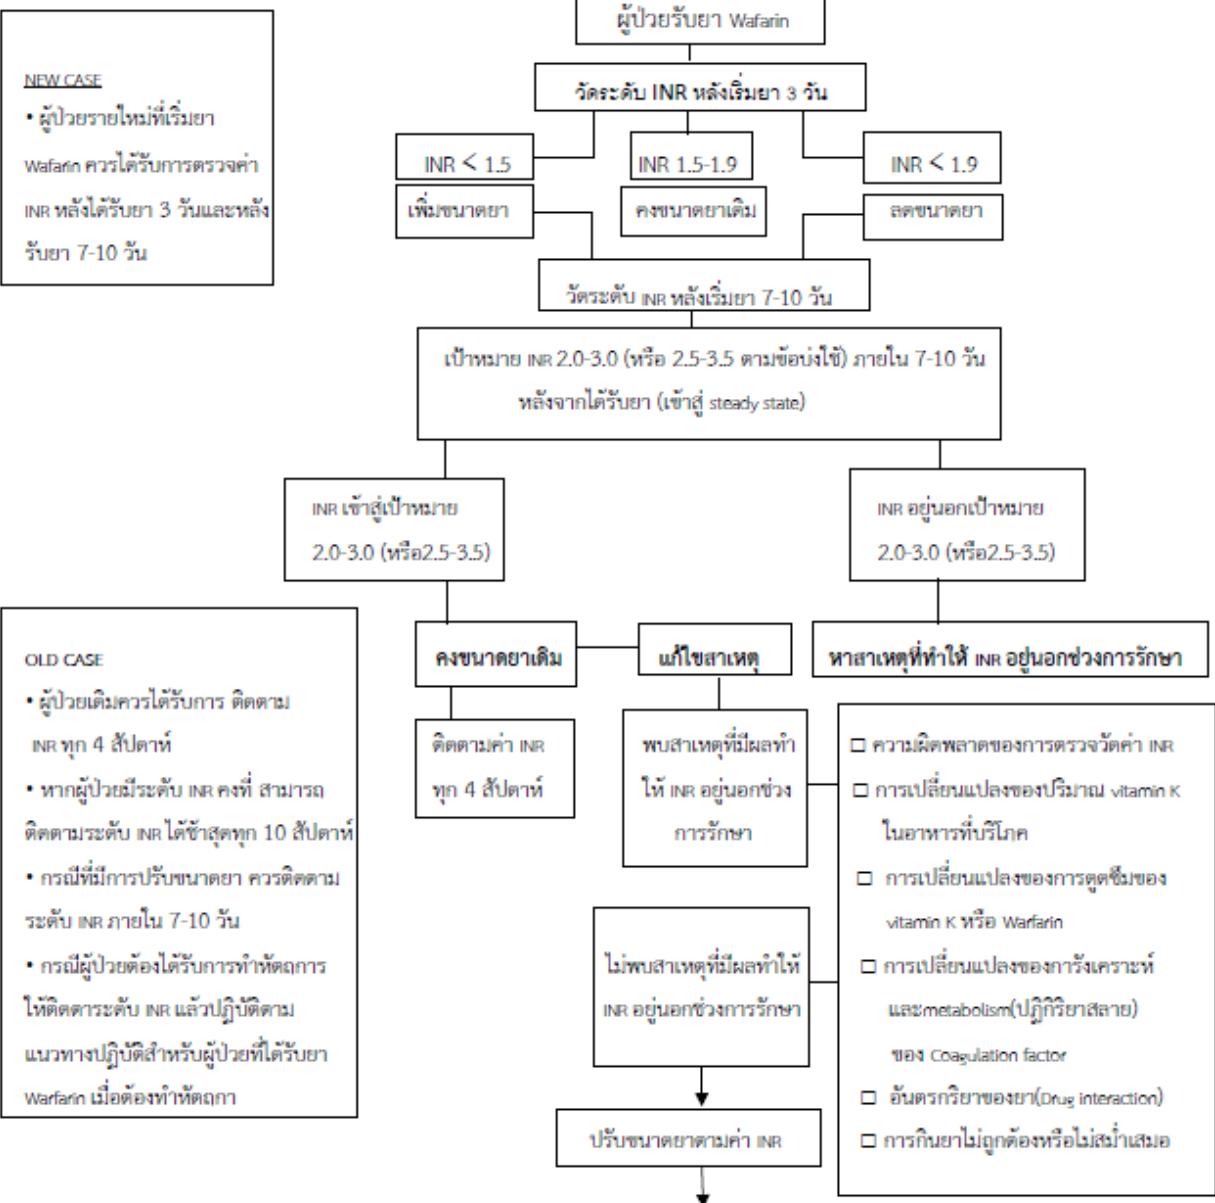 ผู้ป่วยรับยา Wafarin
วัดระดับ INR หลังเริ่มยา 3 วัน
INR < 1.5
INR 1.5-1.9
INR < 1.9
เพิ่มขนาดยา
คงขนาดยาเดิม
ลดขนาดยา
วัดระดับ INR หลังเริ่มยา 7-10 วัน
เป้าหมาย INR 2.0-3.0 (หรือ 2.5-3.5 ตามข้อบ่งใช้) ภายใน 7-10 วัน
หลังจากได้รับยา (เข้าสู่ steady state)
NEW CASE
• ผู้ป่วยรายใหม่ที่เริ่มยา
Wafarin ควรได้รับการตรวจค่า
INR หลังได้รับยา 3 วันและหลัง
รับยา 7-10 วัน
INR เข้าสู่เป้าหมาย
2.0-3.0 (หรือ2.5-3.5)
INR อยู่นอกเป้าหมาย
2.0-3.0 (หรือ2.5-3.5)
คงขนาดยาเดิม
แก้ไขสาเหตุ
หาสาเหตุที่ทำให้ INR อยู่นอกช่วงการรักษา
ติดตามค่า INR
ทุก 4 สัปดาห์
พบสาเหตุที่มีผลทำ
ให้ INR อยู่นอกช่วง
การรักษา
ไม่พบสาเหตุที่มีผลทำให้
INR อยู่นอกช่วงการรักษา
ปรับขนาดยาตามค่า INR
□ ความผิดพลาดของการตรวจวัดค่า INR
□ การเปลี่ยนแปลงของปริมาณ vitamin K
ในอาหารที่บริโภค
□ การเปลี่ยนแปลงของการดูดซึมของ
vitamin K หรือ Warfarin
□ การเปลี่ยนแปลงของการังเคราะห์
และmetabolism(ปฏิกิริยาสลาย)
ของ Coagulation factor
□ อันตรกริยาของยา(Drug interaction)
□ การกินยาไม่ถูกต้องหรือไม่สม่ำเสมอ
OLD CASE
• ผู้ป่วยเดิมควรได้รับการ ติดตาม
INR ทุก 4 สัปดาห์
• หากผู้ป่วยมีระดับ INR คงที่ สามารถ
ติดตามระดับ INR ได้ช้าสุดทุก 10 สัปดาห์
• กรณีที่มีการปรับขนาดยา ควรติดตาม
ระดับ INR ภายใน 7-10 วัน
• กรณีผู้ป่วยต้องได้รับการทำหัตถการ
ให้ติดตาระดับ INR แล้วปฏิบัติตาม
แนวทางปฏิบัติสำหรับผู้ป่วยที่ได้รับยา
Warfarin เมื่อต้องทำหัตถกา